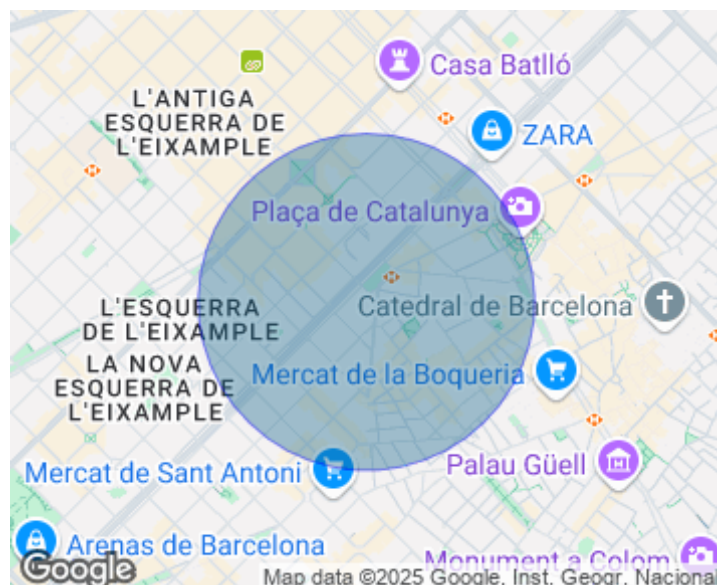 Casa Batlló
L'ANTIGA
ESQUERRA DE
L'EIXAMPLE
ZARA
Plaça de Catalunya
L'ESQUERRA
DE L'EIXAMPLE
Catedral de Barcelona
LA NOVA
ESQUERRA DE
L'EIXAMPLE
Mercat de la Boqueria
Mercat de Sant Antoni
Palau Güell
Arenas de Barcelona
Monument a Colom
Google
Map data ©2025 Google, Inst. Geogr. Nacional